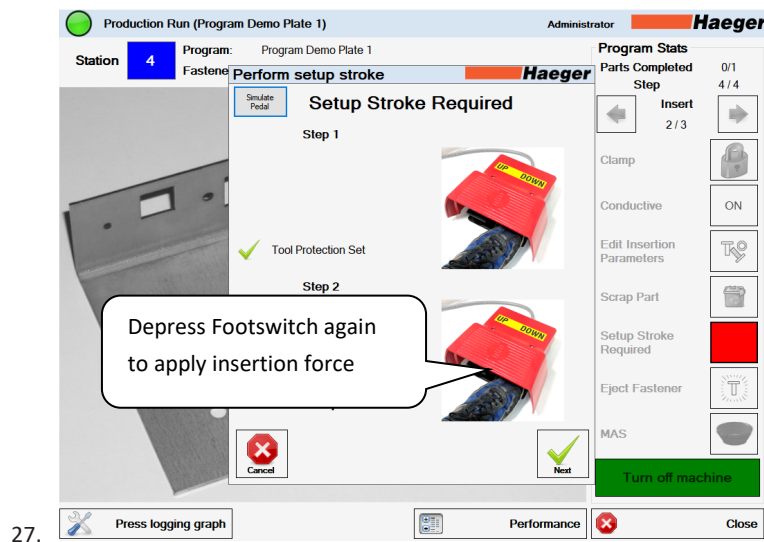 Production Run (Program Demo Plate 1)
Administrator
Haeger
Station
4
Program:
Program Demo Plate 1
Fastene
Perform setup stroke
Haeger
Simulate
Pedal
Setup Stroke Required
Step 1
UP DOWN
Tool Protection Set
Step 2
UP DOWN
Depress Footswitch again
to apply insertion force
Cancel
Next
Program Stats
Parts Completed 0/1
Step 4 / 4
Insert
2 / 3
Clamp
Conductive ON
Edit Insertion
Parameters
Scrap Part
Setup Stroke
Required
Eject Fastener
MAS
Turn off machine
Press logging graph
Performance
Close
27.